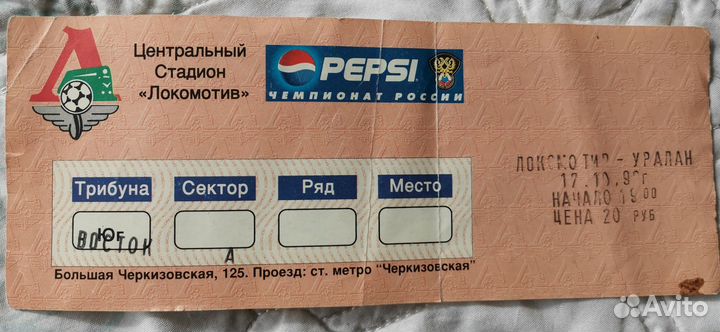 Л
Центральный
Стадион
«Локомотив»
PEPSI
ЧЕМПИОНАТ РОССИИ
ЛОКОМОТИВ - УРАЛАН
НАЧАЛО 19 00
ЦЕНА 20 РУБ
Трибуна Сектор Ряд Место
Юг
ВОСТОК А
Большая Черкизовская, 125. Проезд: ст. метро "Черкизовская"
Avito